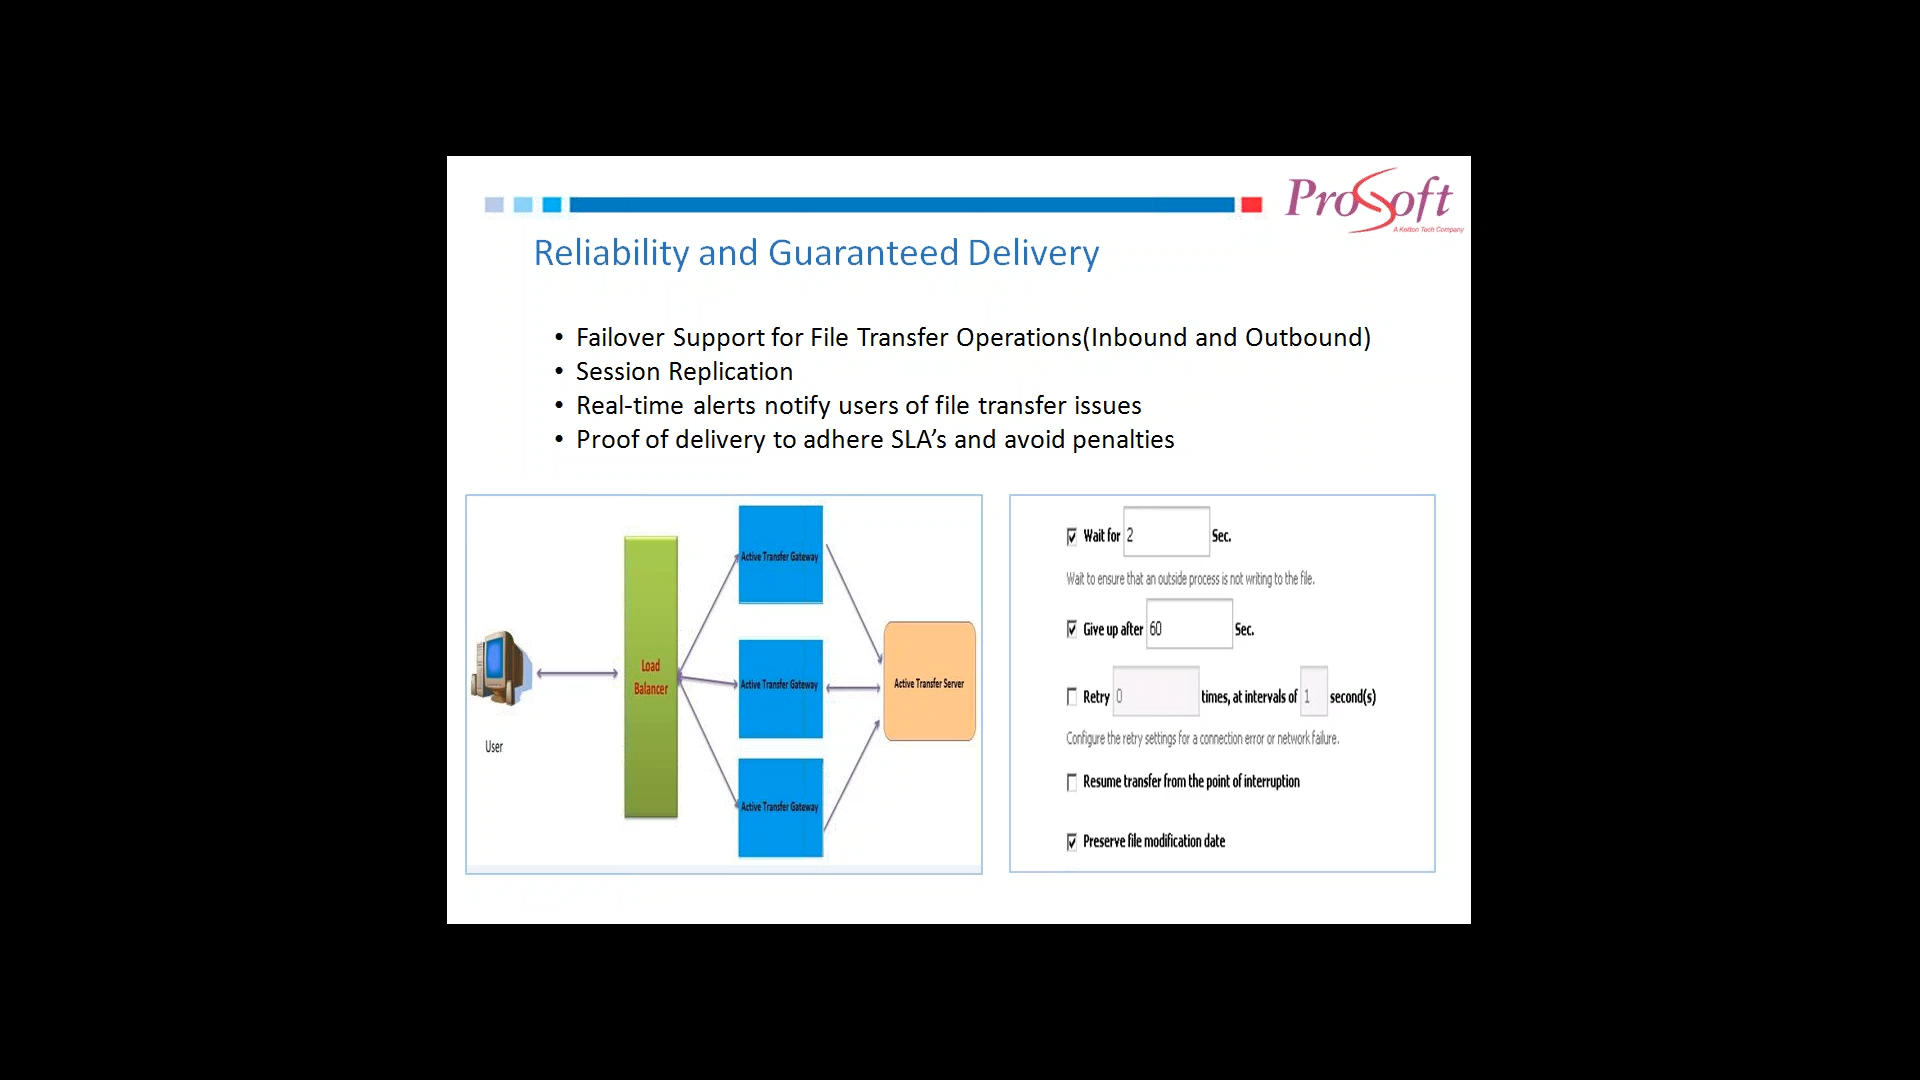 ProSoft
A Kellton Tech Company
Reliability and Guaranteed Delivery
• Failover Support for File Transfer Operations(Inbound and Outbound)
• Session Replication
• Real-time alerts notify users of file transfer issues
• Proof of delivery to adhere SLA’s and avoid penalties
User
Load
Balancer
Active Transfer Gateway
Active Transfer Gateway
Active Transfer Gateway
Active Transfer Server
Wait for 2 Sec.
Wait to ensure that an outside process is not writing to the file.
Give up after 60 Sec.
Retry 0 times, at intervals of 1 second(s)
Configure the retry settings for a connection error or network failure.
Resume transfer from the point of interruption
Preserve file modification date